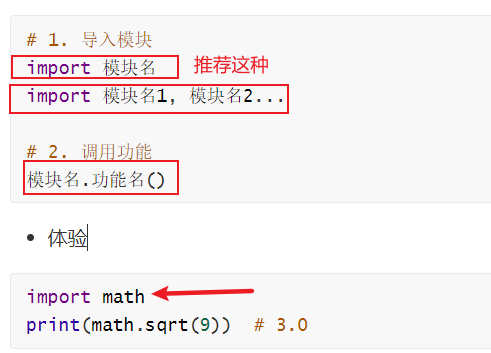 # 1. 导入模块
import 模块名 推荐这种
import 模块名1, 模块名2...
# 2. 调用功能
模块名.功能名()
体验
import math
print(math.sqrt(9))  # 3.0